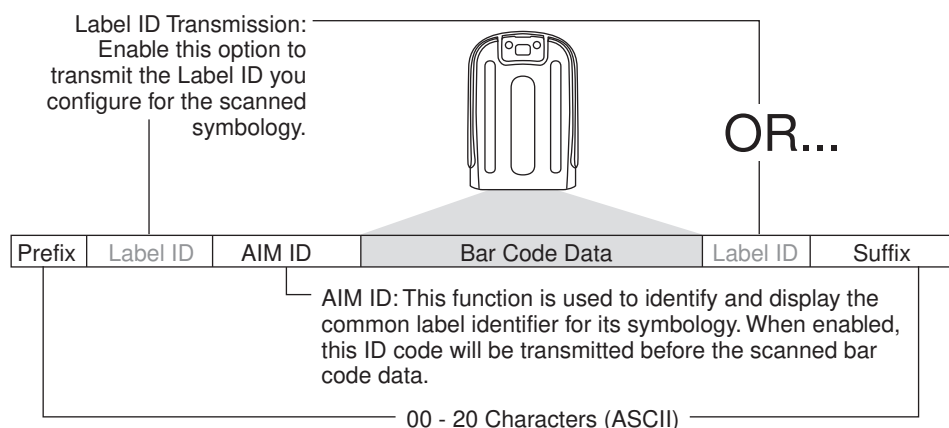 Label ID Transmission:
Enable this option to
transmit the Label ID you
configure for the scanned
symbology.
OR...
Prefix Label ID AIM ID Bar Code Data Label ID Suffix
AIM ID: This function is used to identify and display the
common label identifier for its symbology. When enabled,
this ID code will be transmitted before the scanned bar
code data.
00 - 20 Characters (ASCII)